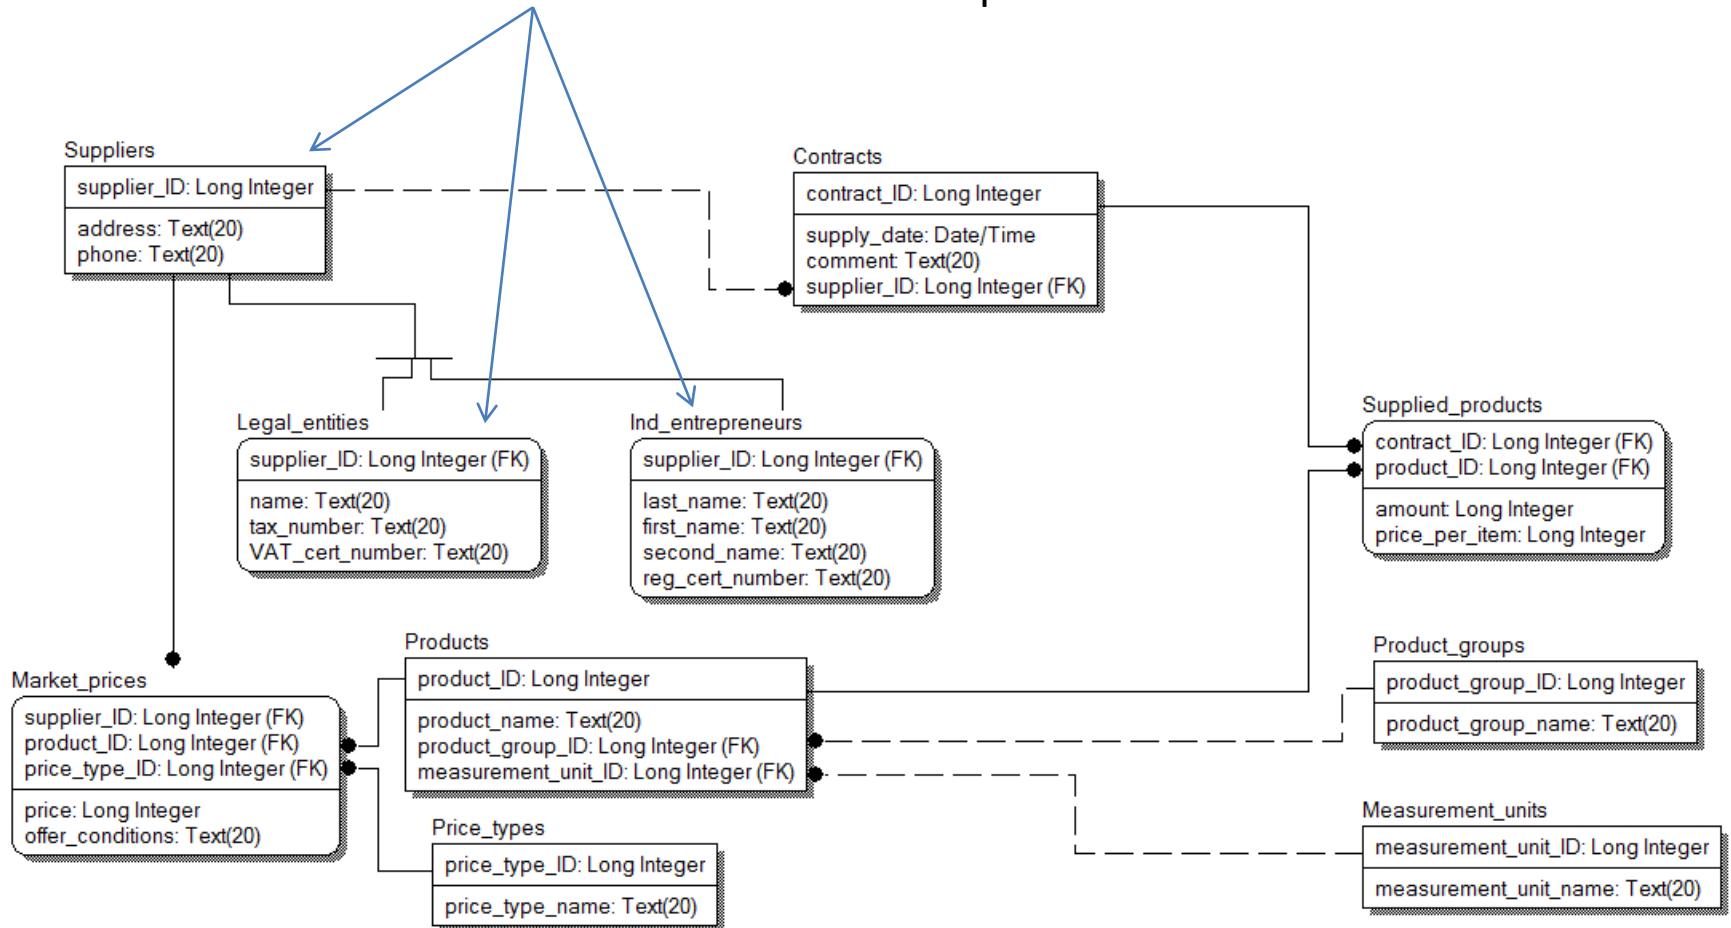 Suppliers
supplier_ID: Long Integer
address: Text(20)
phone: Text(20)
Contracts
contract_ID: Long Integer
supply_date: Date/Time
comment: Text(20)
supplier_ID: Long Integer (FK)
Legal_entities
supplier_ID: Long Integer (FK)
name: Text(20)
tax_number: Text(20)
VAT_cert_number: Text(20)
Ind_entrepreneurs
supplier_ID: Long Integer (FK)
last_name: Text(20)
first_name: Text(20)
second_name: Text(20)
reg_cert_number: Text(20)
Supplied_products
contract_ID: Long Integer (FK)
product_ID: Long Integer (FK)
amount: Long Integer
price_per_item: Long Integer
Market_prices
supplier_ID: Long Integer (FK)
product_ID: Long Integer (FK)
price_type_ID: Long Integer (FK)
price: Long Integer
offer_conditions: Text(20)
Products
product_ID: Long Integer
product_name: Text(20)
product_group_ID: Long Integer (FK)
measurement_unit_ID: Long Integer (FK)
Product_groups
product_group_ID: Long Integer
product_group_name: Text(20)
Price_types
price_type_ID: Long Integer
price_type_name: Text(20)
Measurement_units
measurement_unit_ID: Long Integer
measurement_unit_name: Text(20)